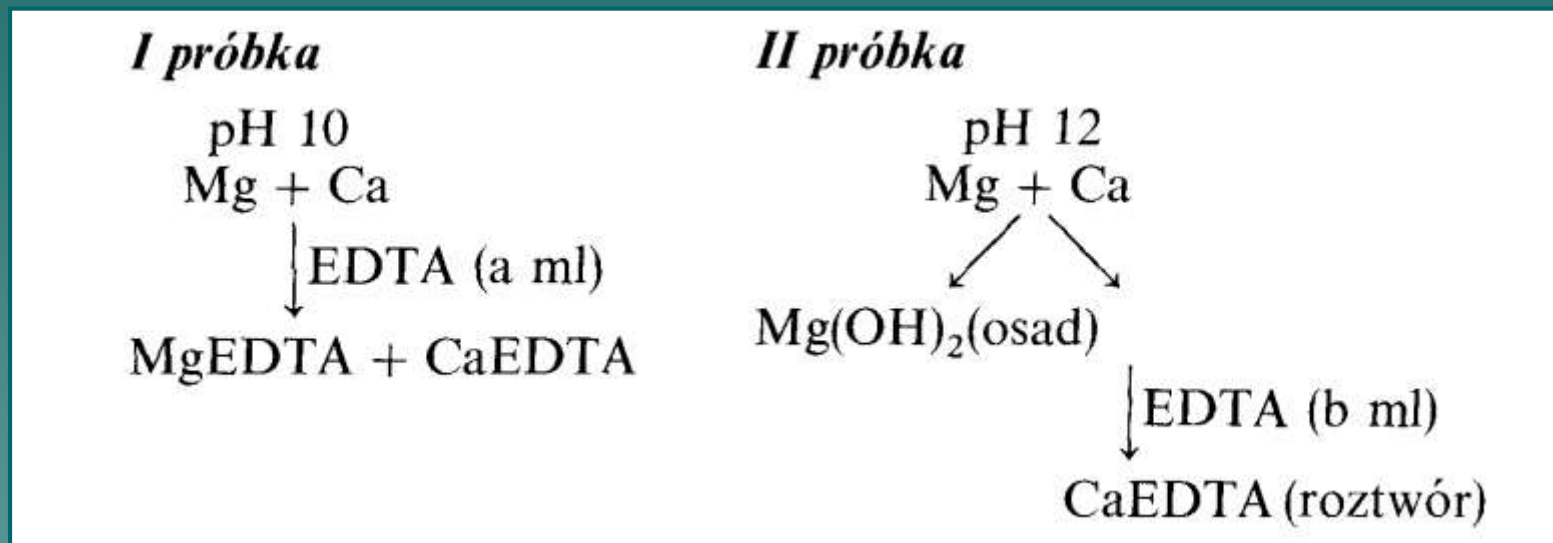 I próbka
pH 10
Mg + Ca
EDTA (a ml)
MgEDTA + CaEDTA
II próbka
pH 12
Mg + Ca
Mg(OH)₂(osad)
EDTA (b ml)
CaEDTA (roztwór)